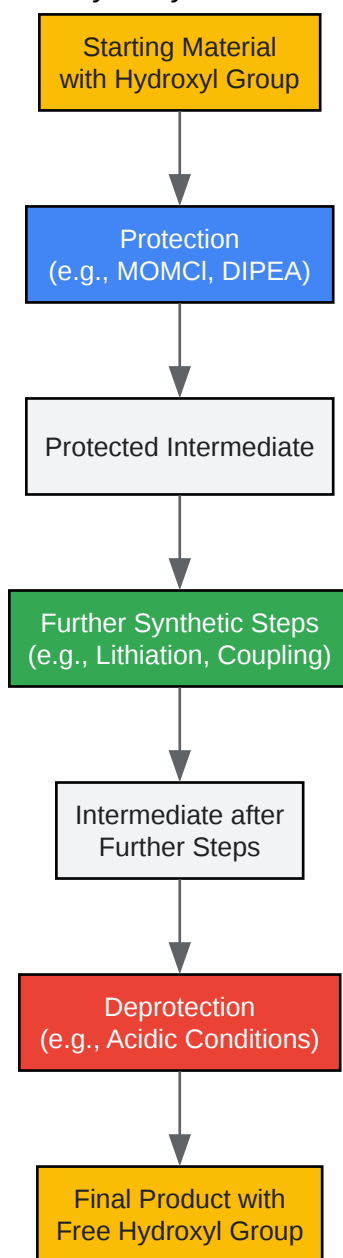 Starting Material
with Hydroxyl Group
Protection
(e.g., MOMCl, DIPEA)
Protected Intermediate
Further Synthetic Steps
(e.g., Lithiation, Coupling)
Intermediate after
Further Steps
Deprotection
(e.g., Acidic Conditions)
Final Product with
Free Hydroxyl Group